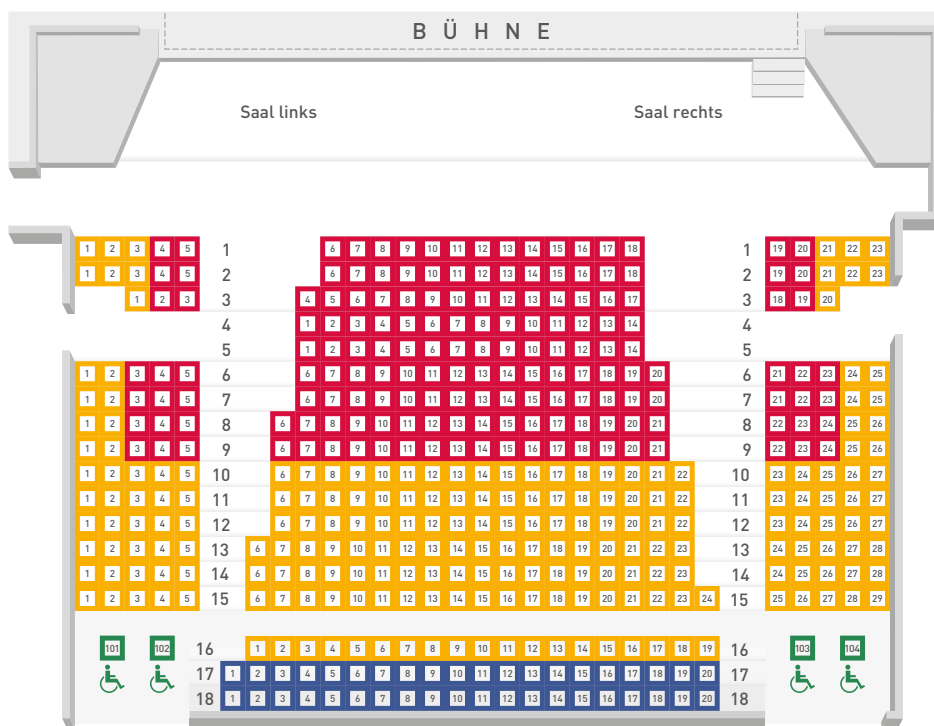 BÜHNE
Saal links Saal rechts
1 2 3 4 5 1 6 7 8 9 10 11 12 13 14 15 16 17 18 1 19 20 21 22 23
1 2 3 4 5 2 6 7 8 9 10 11 12 13 14 15 16 17 18 2 19 20 21 22 23
1 2 3 3 4 5 6 7 8 9 10 11 12 13 14 15 16 17 3 18 19 20
4 1 2 3 4 5 6 7 8 9 10 11 12 13 14 4
5 1 2 3 4 5 6 7 8 9 10 11 12 13 14 5
1 2 3 4 5 6 6 7 8 9 10 11 12 13 14 15 16 17 18 19 20 6 21 22 23 24 25
1 2 3 4 5 7 6 7 8 9 10 11 12 13 14 15 16 17 18 19 20 7 21 22 23 24 25
1 2 3 4 5 8 6 7 8 9 10 11 12 13 14 15 16 17 18 19 20 21 8 22 23 24 25 26
1 2 3 4 5 9 6 7 8 9 10 11 12 13 14 15 16 17 18 19 20 21 9 22 23 24 25 26
1 2 3 4 5 10 6 7 8 9 10 11 12 13 14 15 16 17 18 19 20 21 22 10 23 24 25 26 27
1 2 3 4 5 11 6 7 8 9 10 11 12 13 14 15 16 17 18 19 20 21 22 11 23 24 25 26 27
1 2 3 4 5 12 6 7 8 9 10 11 12 13 14 15 16 17 18 19 20 21 22 12 23 24 25 26 27
1 2 3 4 5 13 6 7 8 9 10 11 12 13 14 15 16 17 18 19 20 21 22 23 13 24 25 26 27 28
1 2 3 4 5 14 6 7 8 9 10 11 12 13 14 15 16 17 18 19 20 21 22 23 14 24 25 26 27 28
1 2 3 4 5 15 6 7 8 9 10 11 12 13 14 15 16 17 18 19 20 21 22 23 24 15 25 26 27 28 29
101 102 16 1 2 3 4 5 6 7 8 9 10 11 12 13 14 15 16 17 18 19 16 103 104
17 1 2 3 4 5 6 7 8 9 10 11 12 13 14 15 16 17 18 19 20 17
18 1 2 3 4 5 6 7 8 9 10 11 12 13 14 15 16 17 18 19 20 18